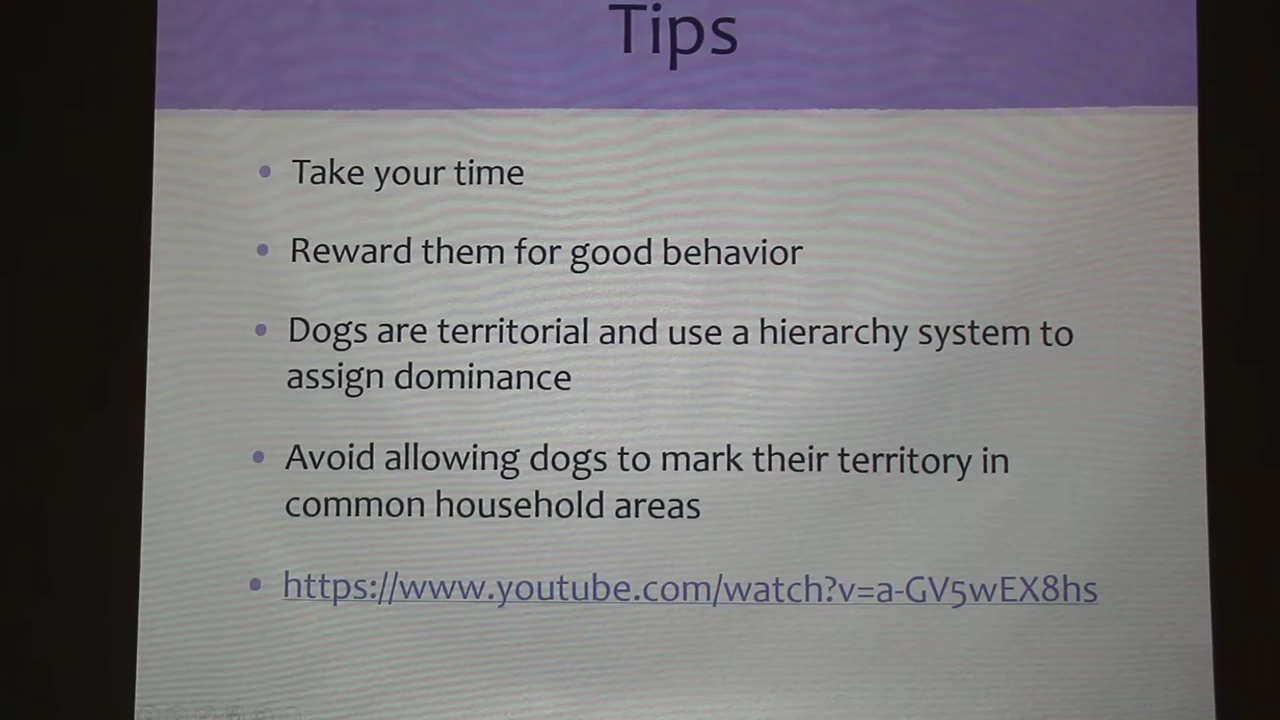 Tips
• Take your time
• Reward them for good behavior
• Dogs are territorial and use a hierarchy system to
assign dominance
• Avoid allowing dogs to mark their territory in
common household areas
• https://www.youtube.com/watch?v=a-GV5wEX8hs